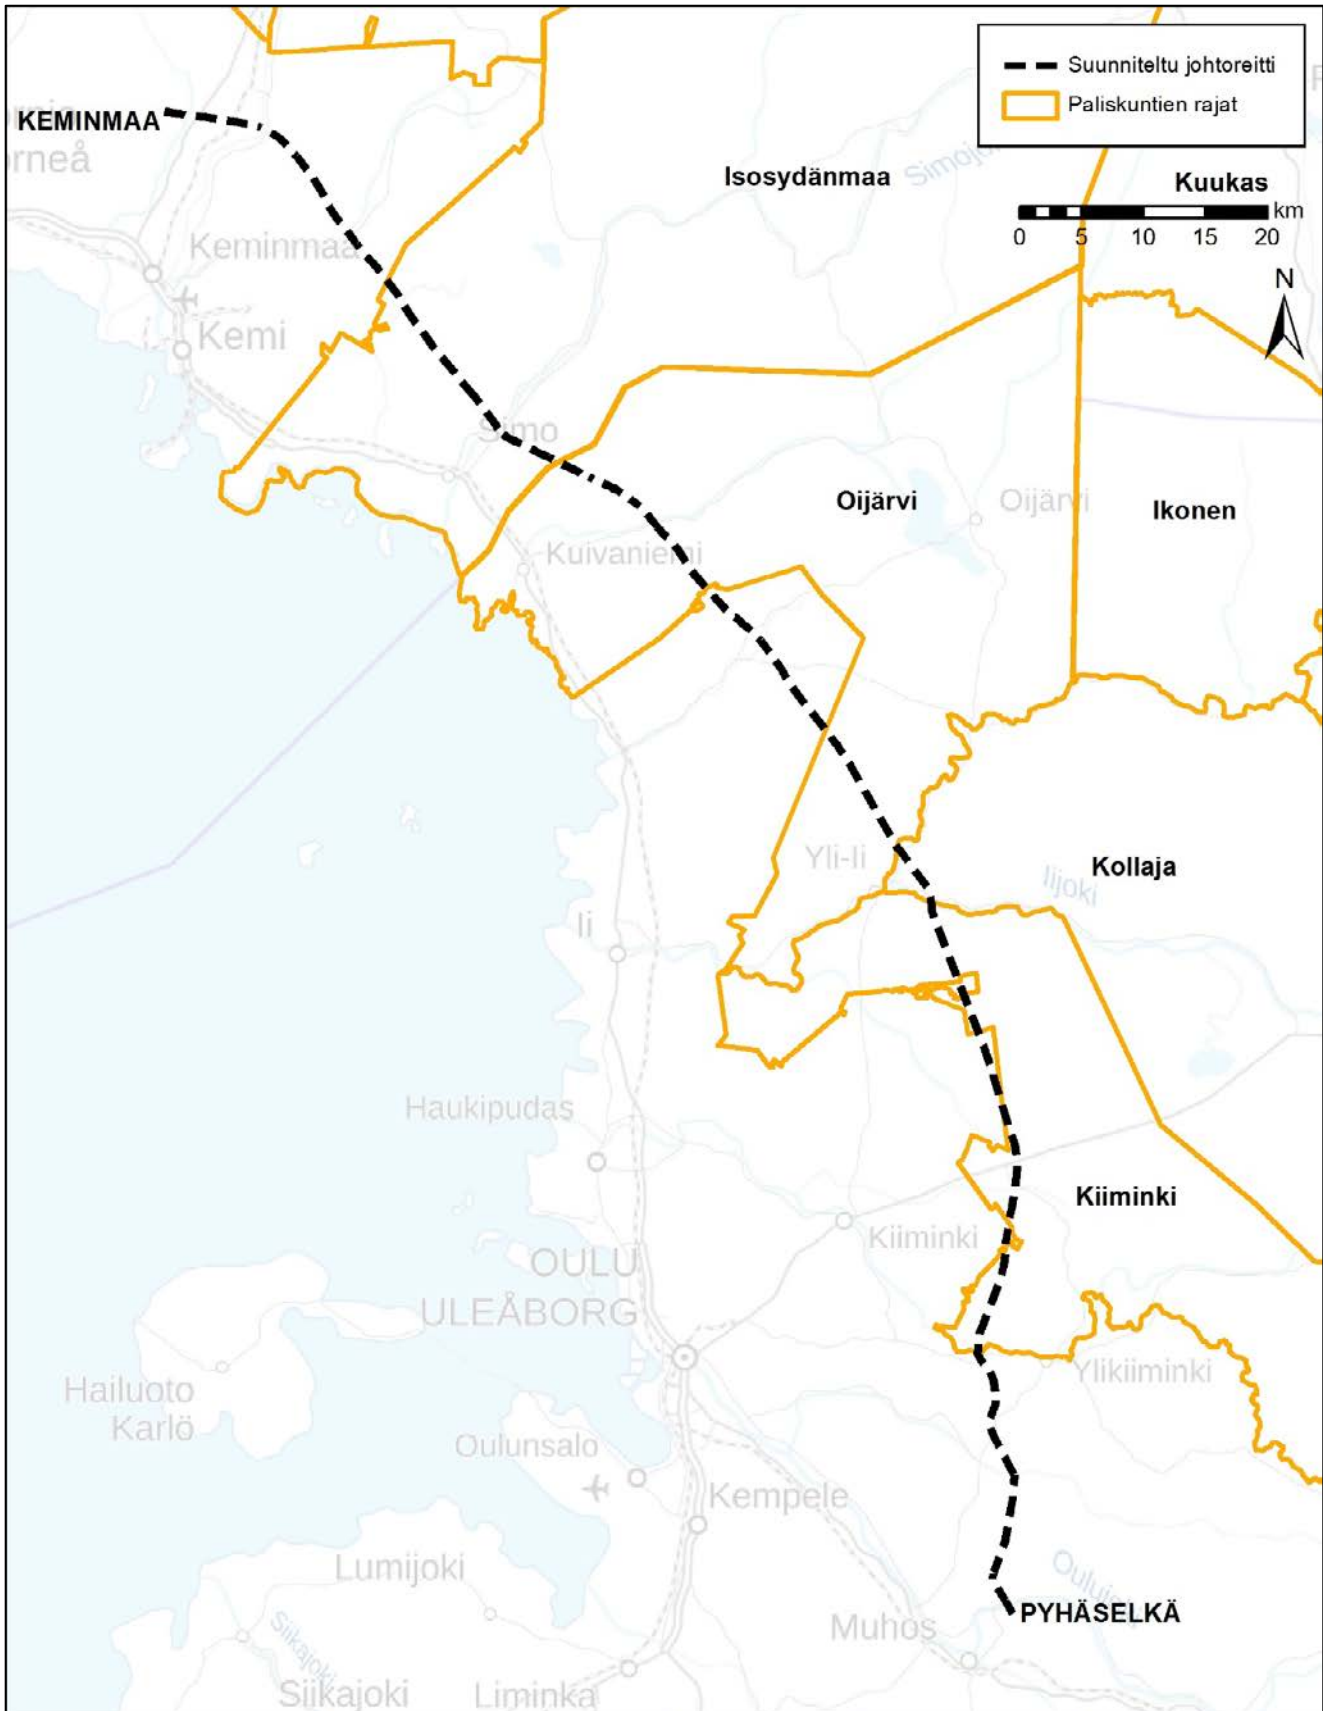 Suunniteltu johtoreitti
Paliskuntien rajat
KEMINMAA
orneå
Isosydänmaa
Kuukas
km
0 5 10 15 20
N
Keminmaa
Kemi
Simo
Oijärvi
Oijärvi
Ikonen
Kuivaniemi
Yli-Ii
Kollaja
Iijoki
Ii
Haukipudas
Kiiminki
Kiiminki
OULU
ULEÅBORG
Hailuoto
Karlö
Ylikiiminki
Oulunsalo
Kempele
Lumijoki
PYHÄSELKÄ
Muhos
Siikajoki
Siikajoki
Liminka